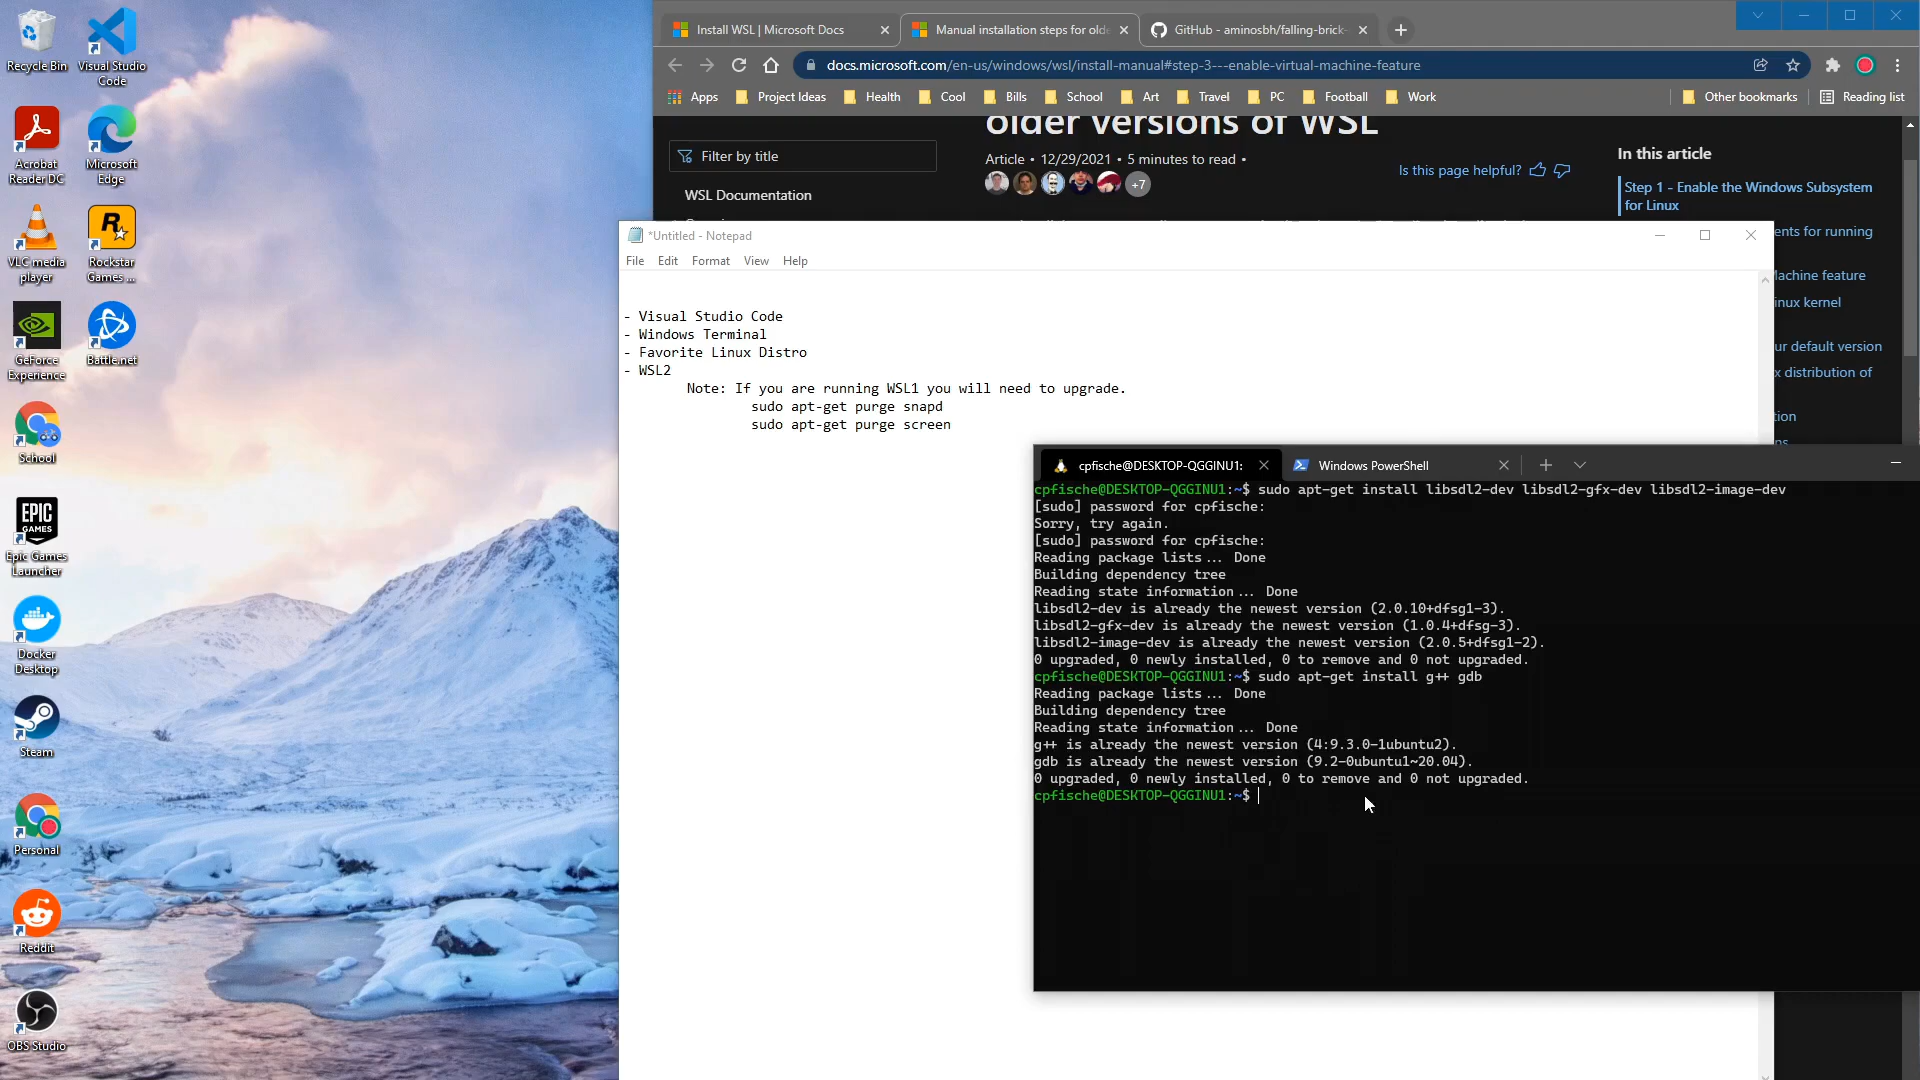 Recycle Bin
Visual Studio
Code
Acrobat
Reader DC
Microsoft
Edge
VLC media
player
Rockstar
Games ...
GeForce
Experience
Battle.net
School
EPIC
GAMES
Epic Games
Launcher
Docker
Desktop
Steam
Personal
Reddit
OBS Studio
Install WSL | Microsoft Docs
Manual installation steps for olde
GitHub - aminosbh/falling-brick-
docs.microsoft.com/en-us/windows/wsl/install-manual#step-3---enable-virtual-machine-feature
Apps Project Ideas Health Cool Bills School Art Travel PC Football Work Other bookmarks Reading list
Filter by title
WSL Documentation
older versions of WSL
Article • 12/29/2021 • 5 minutes to read •
+7
Is this page helpful?
In this article
Step 1 - Enable the Windows Subsystem
for Linux
ents for running
Machine feature
inux kernel
ur default version
x distribution of
tion
ns
*Untitled - Notepad
File Edit Format View Help
- Visual Studio Code
- Windows Terminal
- Favorite Linux Distro
- WSL2
Note: If you are running WSL1 you will need to upgrade.
sudo apt-get purge snapd
sudo apt-get purge screen
cpfische@DESKTOP-QGGINU1: Windows PowerShell
cpfische@DESKTOP-QGGINU1:~$ sudo apt-get install libsdl2-dev libsdl2-gfx-dev libsdl2-image-dev
[sudo] password for cpfische:
Sorry, try again.
[sudo] password for cpfische:
Reading package lists... Done
Building dependency tree
Reading state information... Done
libsdl2-dev is already the newest version (2.0.10+dfsg1-3).
libsdl2-gfx-dev is already the newest version (1.0.4+dfsg-3).
libsdl2-image-dev is already the newest version (2.0.5+dfsg1-2).
0 upgraded, 0 newly installed, 0 to remove and 0 not upgraded.
cpfische@DESKTOP-QGGINU1:~$ sudo apt-get install g++ gdb
Reading package lists... Done
Building dependency tree
Reading state information... Done
g++ is already the newest version (4:9.3.0-1ubuntu2).
gdb is already the newest version (9.2-0ubuntu1~20.04).
0 upgraded, 0 newly installed, 0 to remove and 0 not upgraded.
cpfische@DESKTOP-QGGINU1:~$